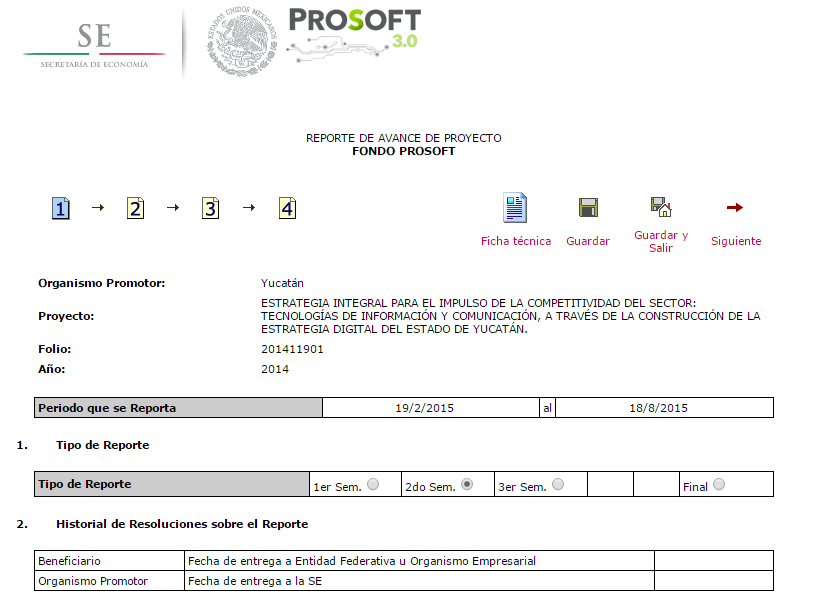 SE
SECRETARÍA DE ECONOMÍA
ESTADOS UNIDOS MEXICANOS
PROSOFT
3.0
REPORTE DE AVANCE DE PROYECTO
FONDO PROSOFT
1 2 3 4
Ficha técnica
Guardar
Guardar y
Salir
Siguiente
Organismo Promotor: Yucatán
Proyecto: ESTRATEGIA INTEGRAL PARA EL IMPULSO DE LA COMPETITIVIDAD DEL SECTOR:
TECNOLOGÍAS DE INFORMACIÓN Y COMUNICACIÓN, A TRAVÉS DE LA CONSTRUCCIÓN DE LA
ESTRATEGIA DIGITAL DEL ESTADO DE YUCATÁN.
Folio: 201411901
Año: 2014
Periodo que se Reporta 19/2/2015 al 18/8/2015
1. Tipo de Reporte
Tipo de Reporte 1er Sem. 2do Sem. 3er Sem. Final
2. Historial de Resoluciones sobre el Reporte
Beneficiario Fecha de entrega a Entidad Federativa u Organismo Empresarial
Organismo Promotor Fecha de entrega a la SE